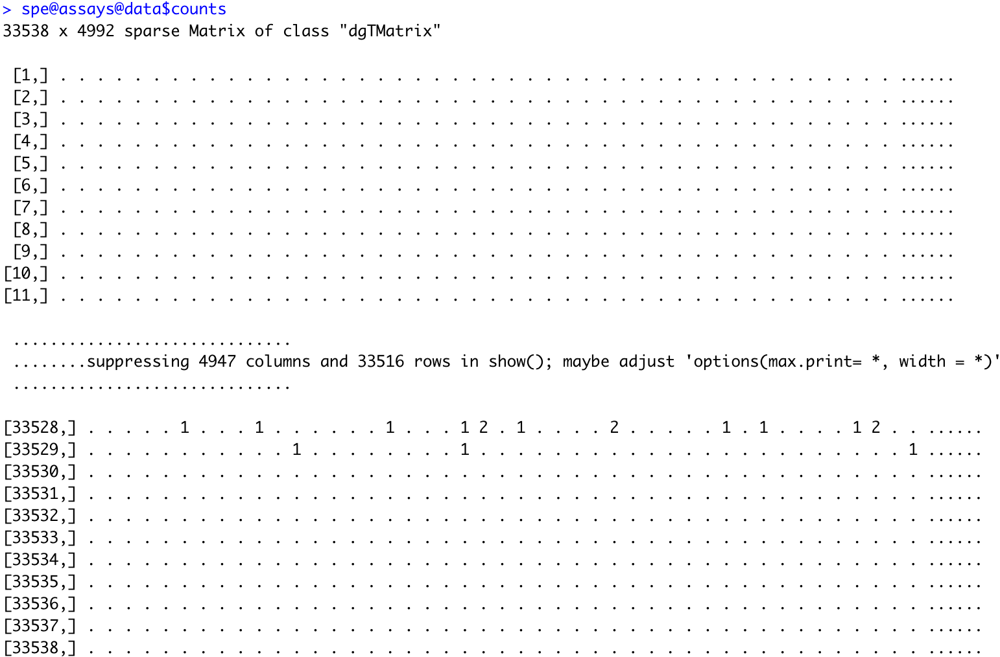 > spe@assays@data$counts
33538 x 4992 sparse Matrix of class "dgTMatrix"
[1,] . . . . . . . . . . . . . . . . . . . . . . . . . . . . . . . . . . . . . . . . . . . . . ......
[2,] . . . . . . . . . . . . . . . . . . . . . . . . . . . . . . . . . . . . . . . . . . . . . ......
[3,] . . . . . . . . . . . . . . . . . . . . . . . . . . . . . . . . . . . . . . . . . . . . . ......
[4,] . . . . . . . . . . . . . . . . . . . . . . . . . . . . . . . . . . . . . . . . . . . . . ......
[5,] . . . . . . . . . . . . . . . . . . . . . . . . . . . . . . . . . . . . . . . . . . . . . ......
[6,] . . . . . . . . . . . . . . . . . . . . . . . . . . . . . . . . . . . . . . . . . . . . . ......
[7,] . . . . . . . . . . . . . . . . . . . . . . . . . . . . . . . . . . . . . . . . . . . . . ......
[8,] . . . . . . . . . . . . . . . . . . . . . . . . . . . . . . . . . . . . . . . . . . . . . ......
[9,] . . . . . . . . . . . . . . . . . . . . . . . . . . . . . . . . . . . . . . . . . . . . . ......
[10,] . . . . . . . . . . . . . . . . . . . . . . . . . . . . . . . . . . . . . . . . . . . . . ......
[11,] . . . . . . . . . . . . . . . . . . . . . . . . . . . . . . . . . . . . . . . . . . . . . ......
..............................
........suppressing 4947 columns and 33516 rows in show(); maybe adjust 'options(max.print= *, width = *)'
..............................
[33528,] . . . . . 1 . . . 1 . . . . . . 1 . . . 1 2 . 1 . . . . 2 . . . . . 1 . 1 . . . . 1 2 . . ......
[33529,] . . . . . . . . . . . 1 . . . . . . . . 1 . . . . . . . . . . . . . . . . . . . . . . . 1 ......
[33530,] . . . . . . . . . . . . . . . . . . . . . . . . . . . . . . . . . . . . . . . . . . . . . ......
[33531,] . . . . . . . . . . . . . . . . . . . . . . . . . . . . . . . . . . . . . . . . . . . . . ......
[33532,] . . . . . . . . . . . . . . . . . . . . . . . . . . . . . . . . . . . . . . . . . . . . . ......
[33533,] . . . . . . . . . . . . . . . . . . . . . . . . . . . . . . . . . . . . . . . . . . . . . ......
[33534,] . . . . . . . . . . . . . . . . . . . . . . . . . . . . . . . . . . . . . . . . . . . . . ......
[33535,] . . . . . . . . . . . . . . . . . . . . . . . . . . . . . . . . . . . . . . . . . . . . . ......
[33536,] . . . . . . . . . . . . . . . . . . . . . . . . . . . . . . . . . . . . . . . . . . . . . ......
[33537,] . . . . . . . . . . . . . . . . . . . . . . . . . . . . . . . . . . . . . . . . . . . . . ......
[33538,] . . . . . . . . . . . . . . . . . . . . . . . . . . . . . . . . . . . . . . . . . . . . . ......